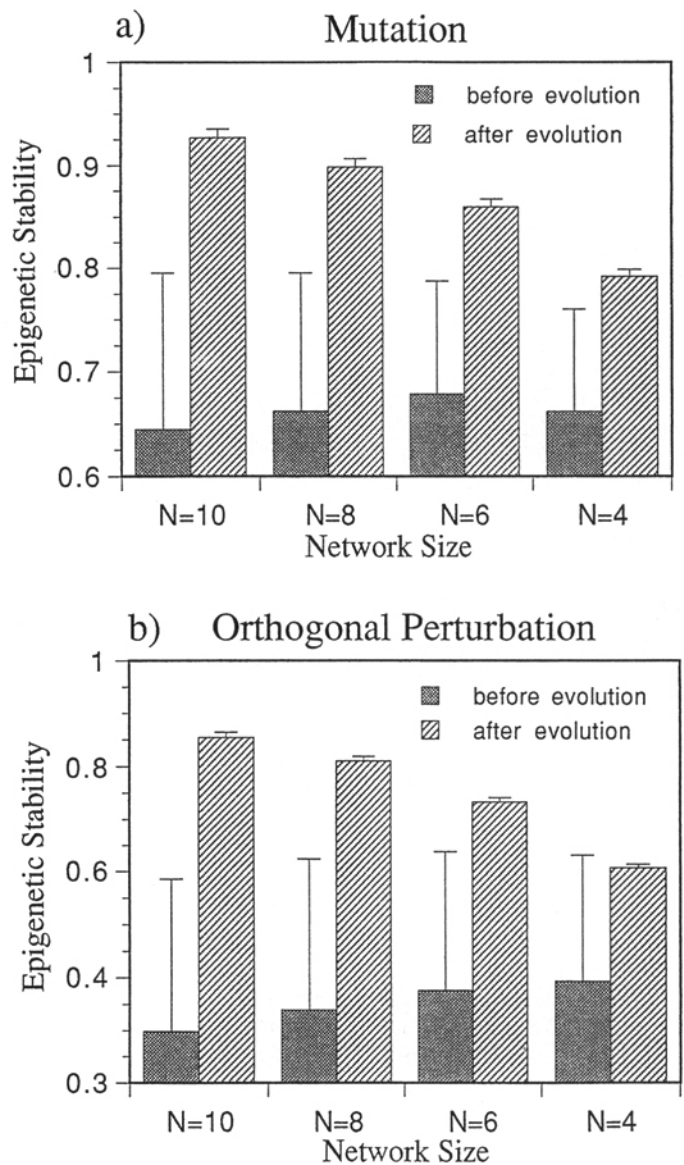 a) Mutation
1
before evolution
after evolution
0.9
0.8
0.7
0.6
Epigenetic Stability
N=10 N=8 N=6 N=4
Network Size
b) Orthogonal Perturbation
1
before evolution
after evolution
0.8
0.6
0.4
0.3
Epigenetic Stability
N=10 N=8 N=6 N=4
Network Size